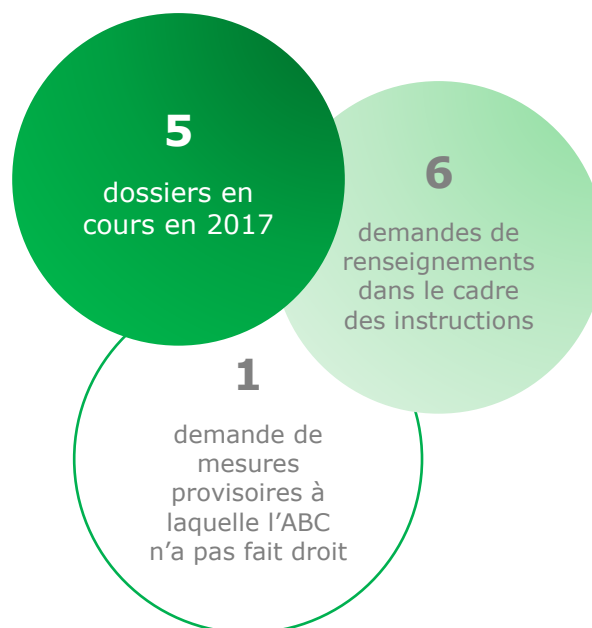 5
dossiers en
cours en 2017
6
demandes de
renseignements
dans le cadre
des instructions
1
demande de
mesures
provisoires à
laquelle l'ABC
n'a pas fait droit